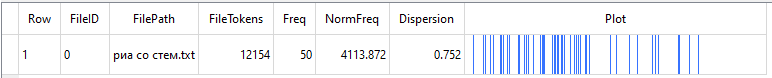 Row FileID FilePath FileTokens Freq NormFreq Dispersion Plot
1 0 риа со стем.txt 12154 50 4113.872 0.752